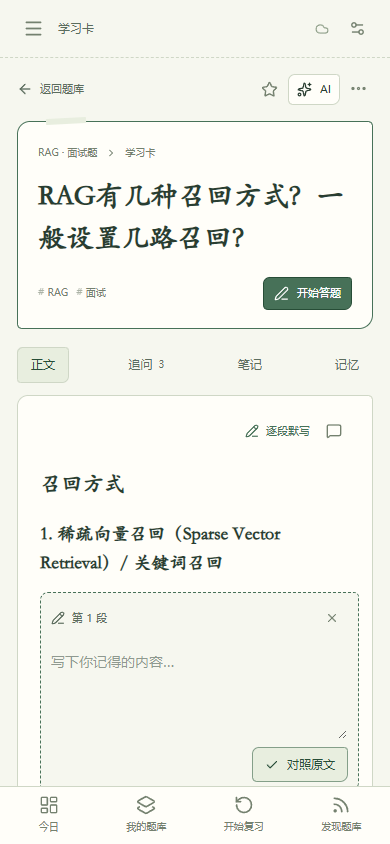 学习卡
返回题库
AI
RAG · 面试题 > 学习卡
RAG有几种召回方式？一
般设置几路召回？
# RAG # 面试
开始答题
正文 追问 3 笔记 记忆
逐段默写
召回方式
1. 稀疏向量召回（Sparse Vector
Retrieval）/ 关键词召回
第 1 段
写下你记得的内容...
对照原文
今日 我的题库 开始复习 发现题库